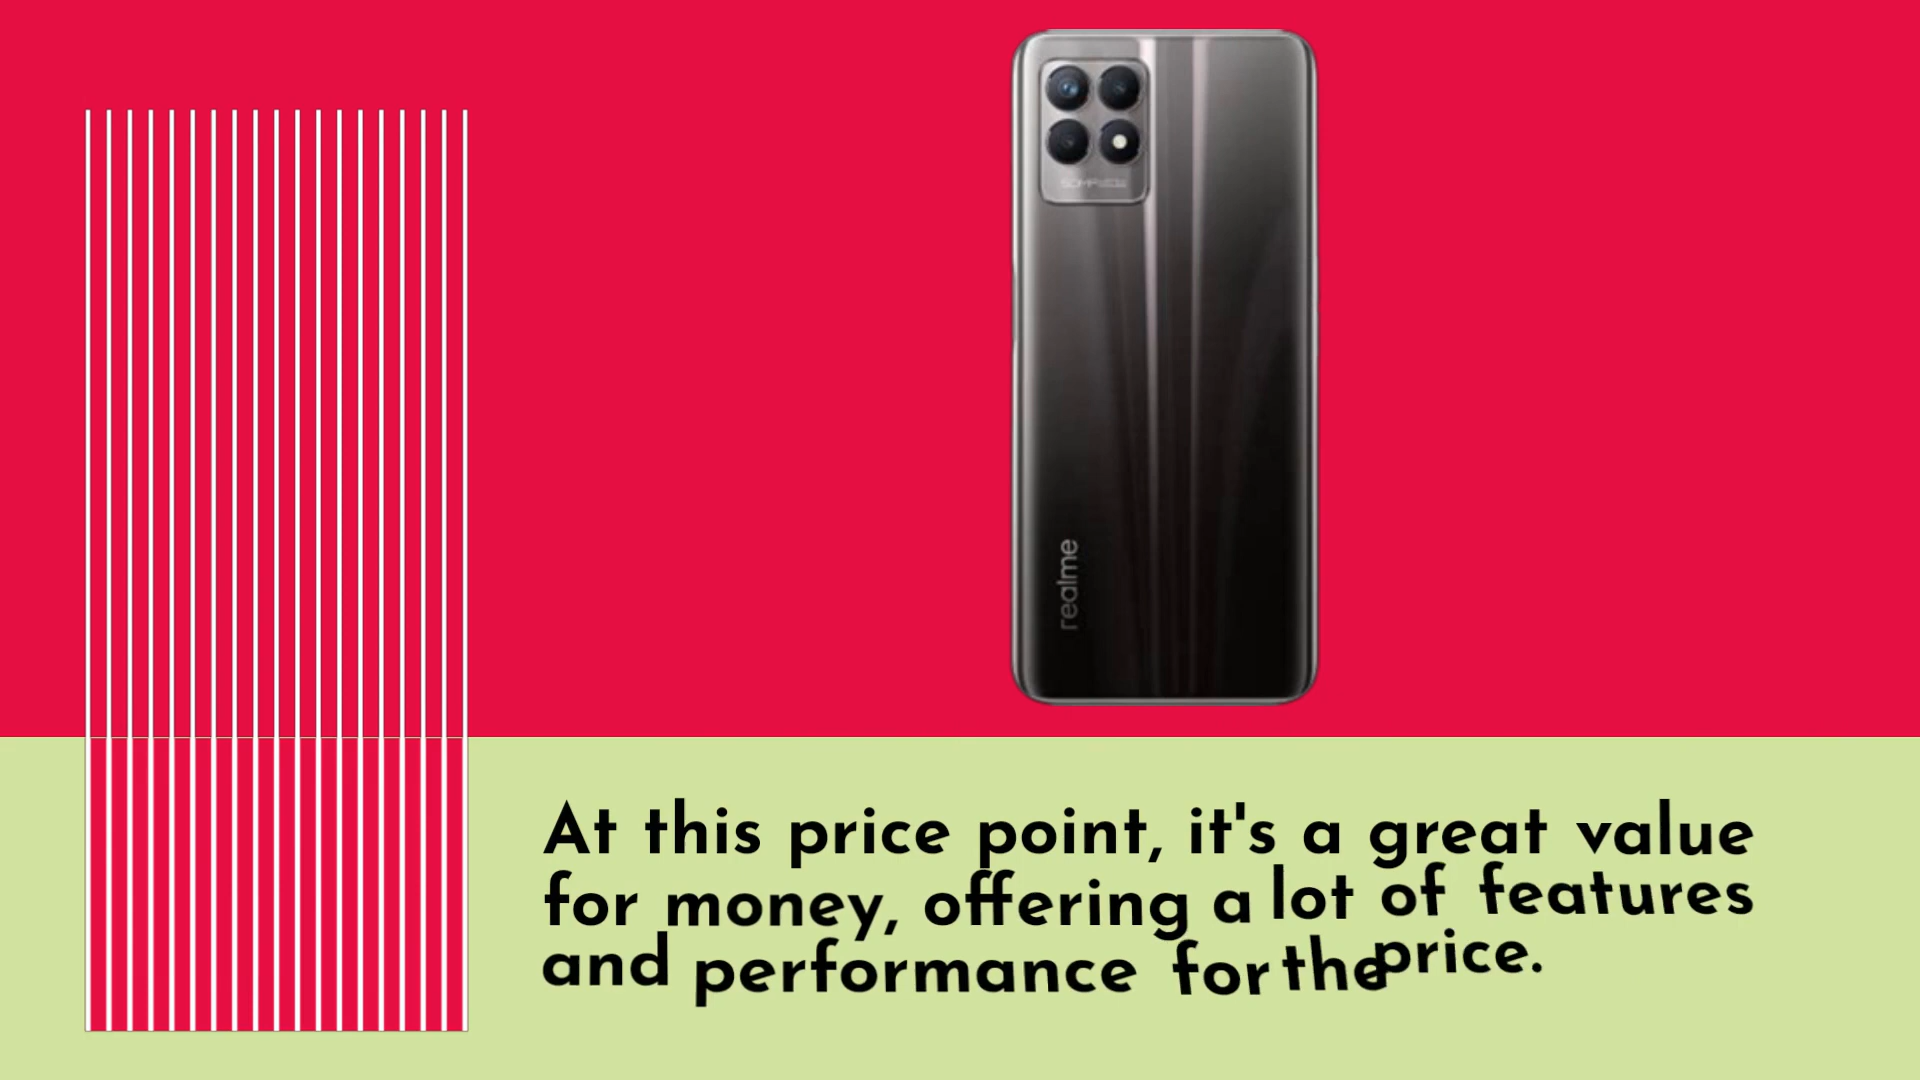 realme
At this price point, it's a great value
for money, offering a lot of features
and performance for the price.